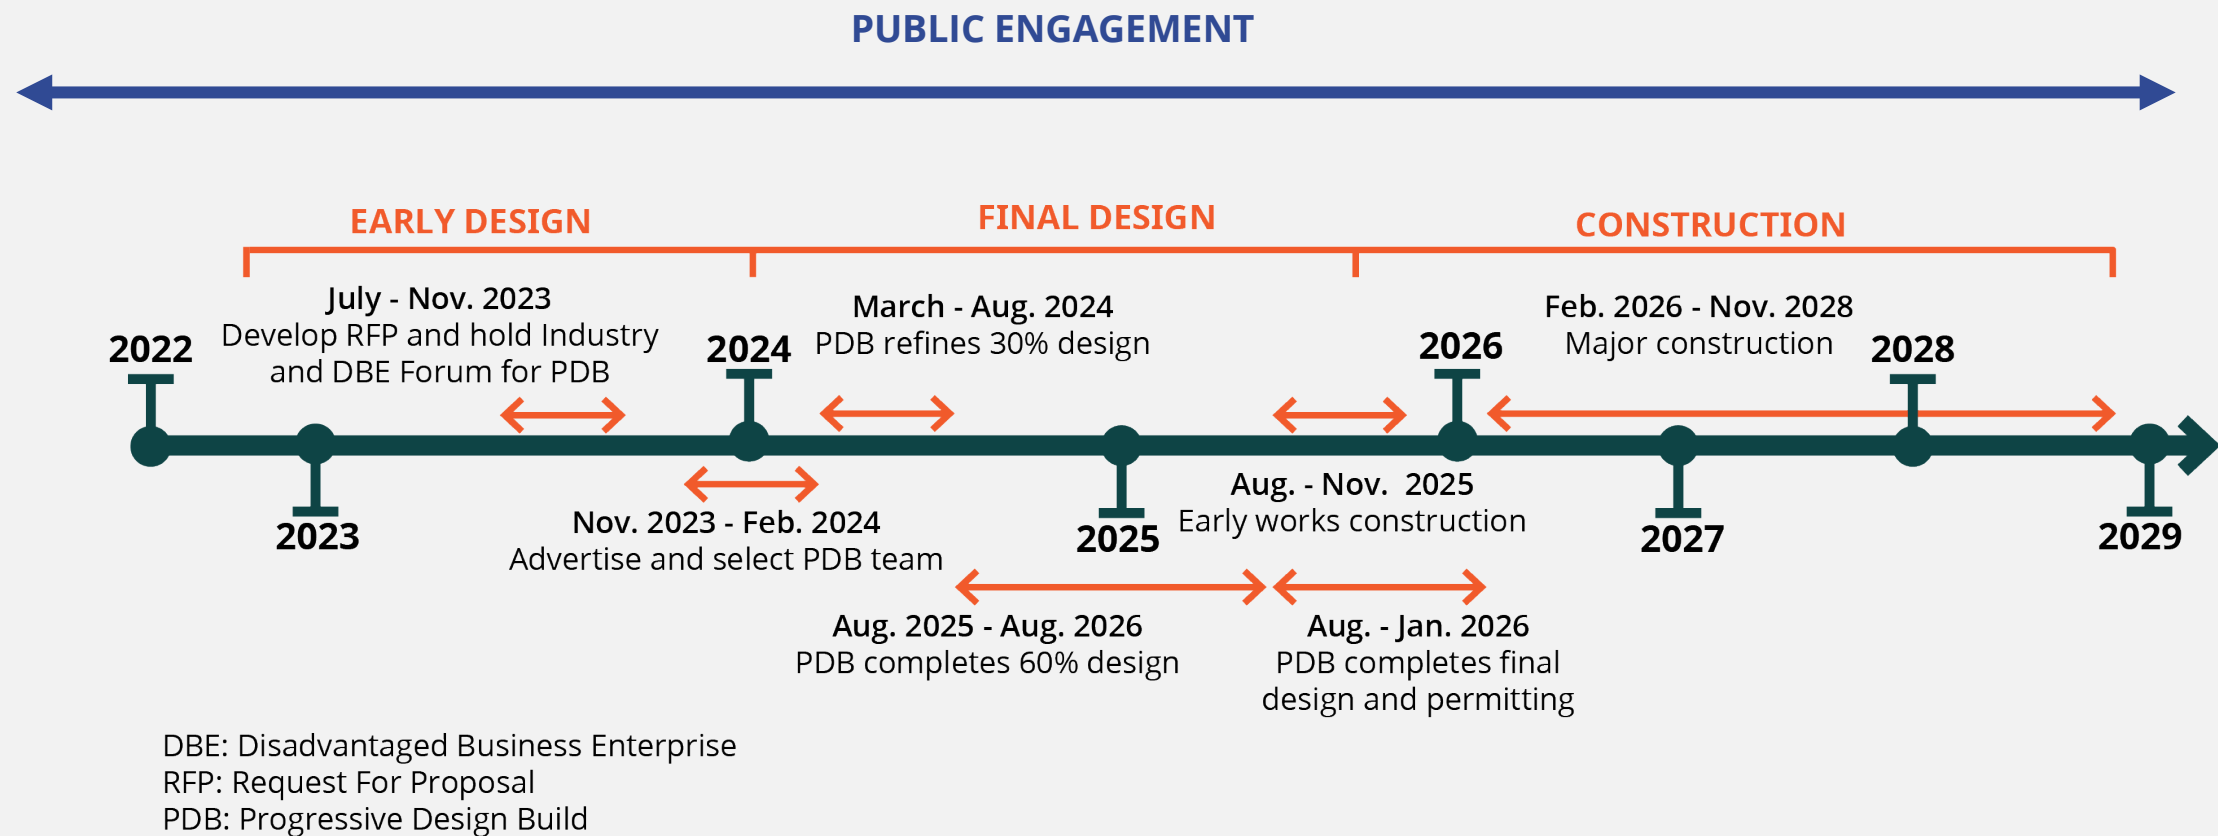 PUBLIC ENGAGEMENT
EARLY DESIGN
FINAL DESIGN
CONSTRUCTION
July - Nov. 2023
Develop RFP and hold Industry
and DBE Forum for PDB
March - Aug. 2024
PDB refines 30% design
Feb. 2026 - Nov. 2028
Major construction
2022
2024
2026
2028
2023
2025
2027
2029
Nov. 2023 - Feb. 2024
Advertise and select PDB team
Aug. - Nov.  2025
Early works construction
Aug. 2025 - Aug. 2026
PDB completes 60% design
Aug. - Jan. 2026
PDB completes final
design and permitting
DBE: Disadvantaged Business Enterprise
RFP: Request For Proposal
PDB: Progressive Design Build